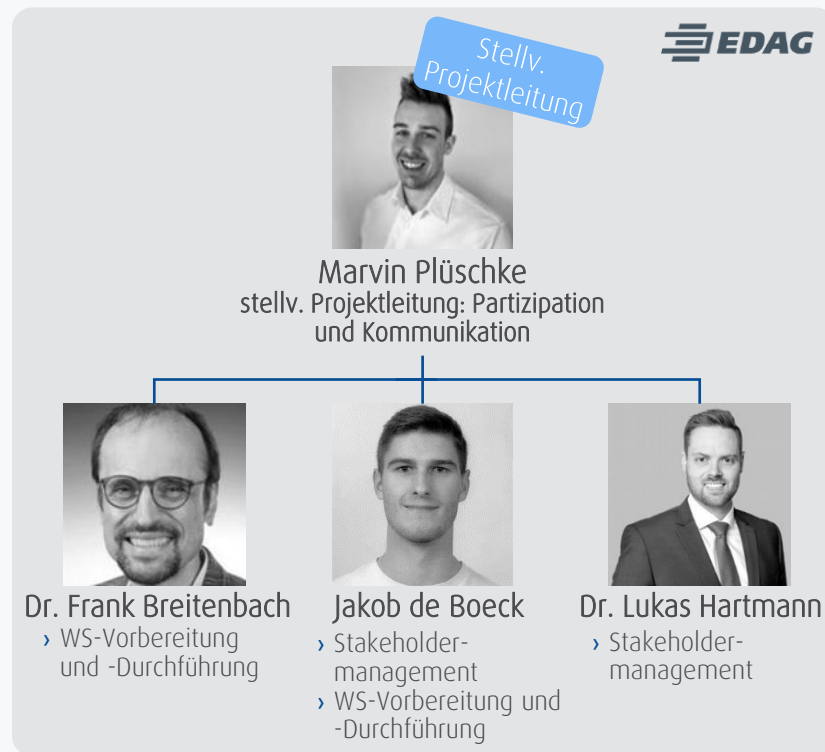 EDAG
Stellv.
Projektleitung
Marvin Plüschke
stellv. Projektleitung: Partizipation
und Kommunikation
Dr. Frank Breitenbach
› WS-Vorbereitung
und -Durchführung
Jakob de Boeck
› Stakeholder-
management
› WS-Vorbereitung und
-Durchführung
Dr. Lukas Hartmann
› Stakeholder-
management